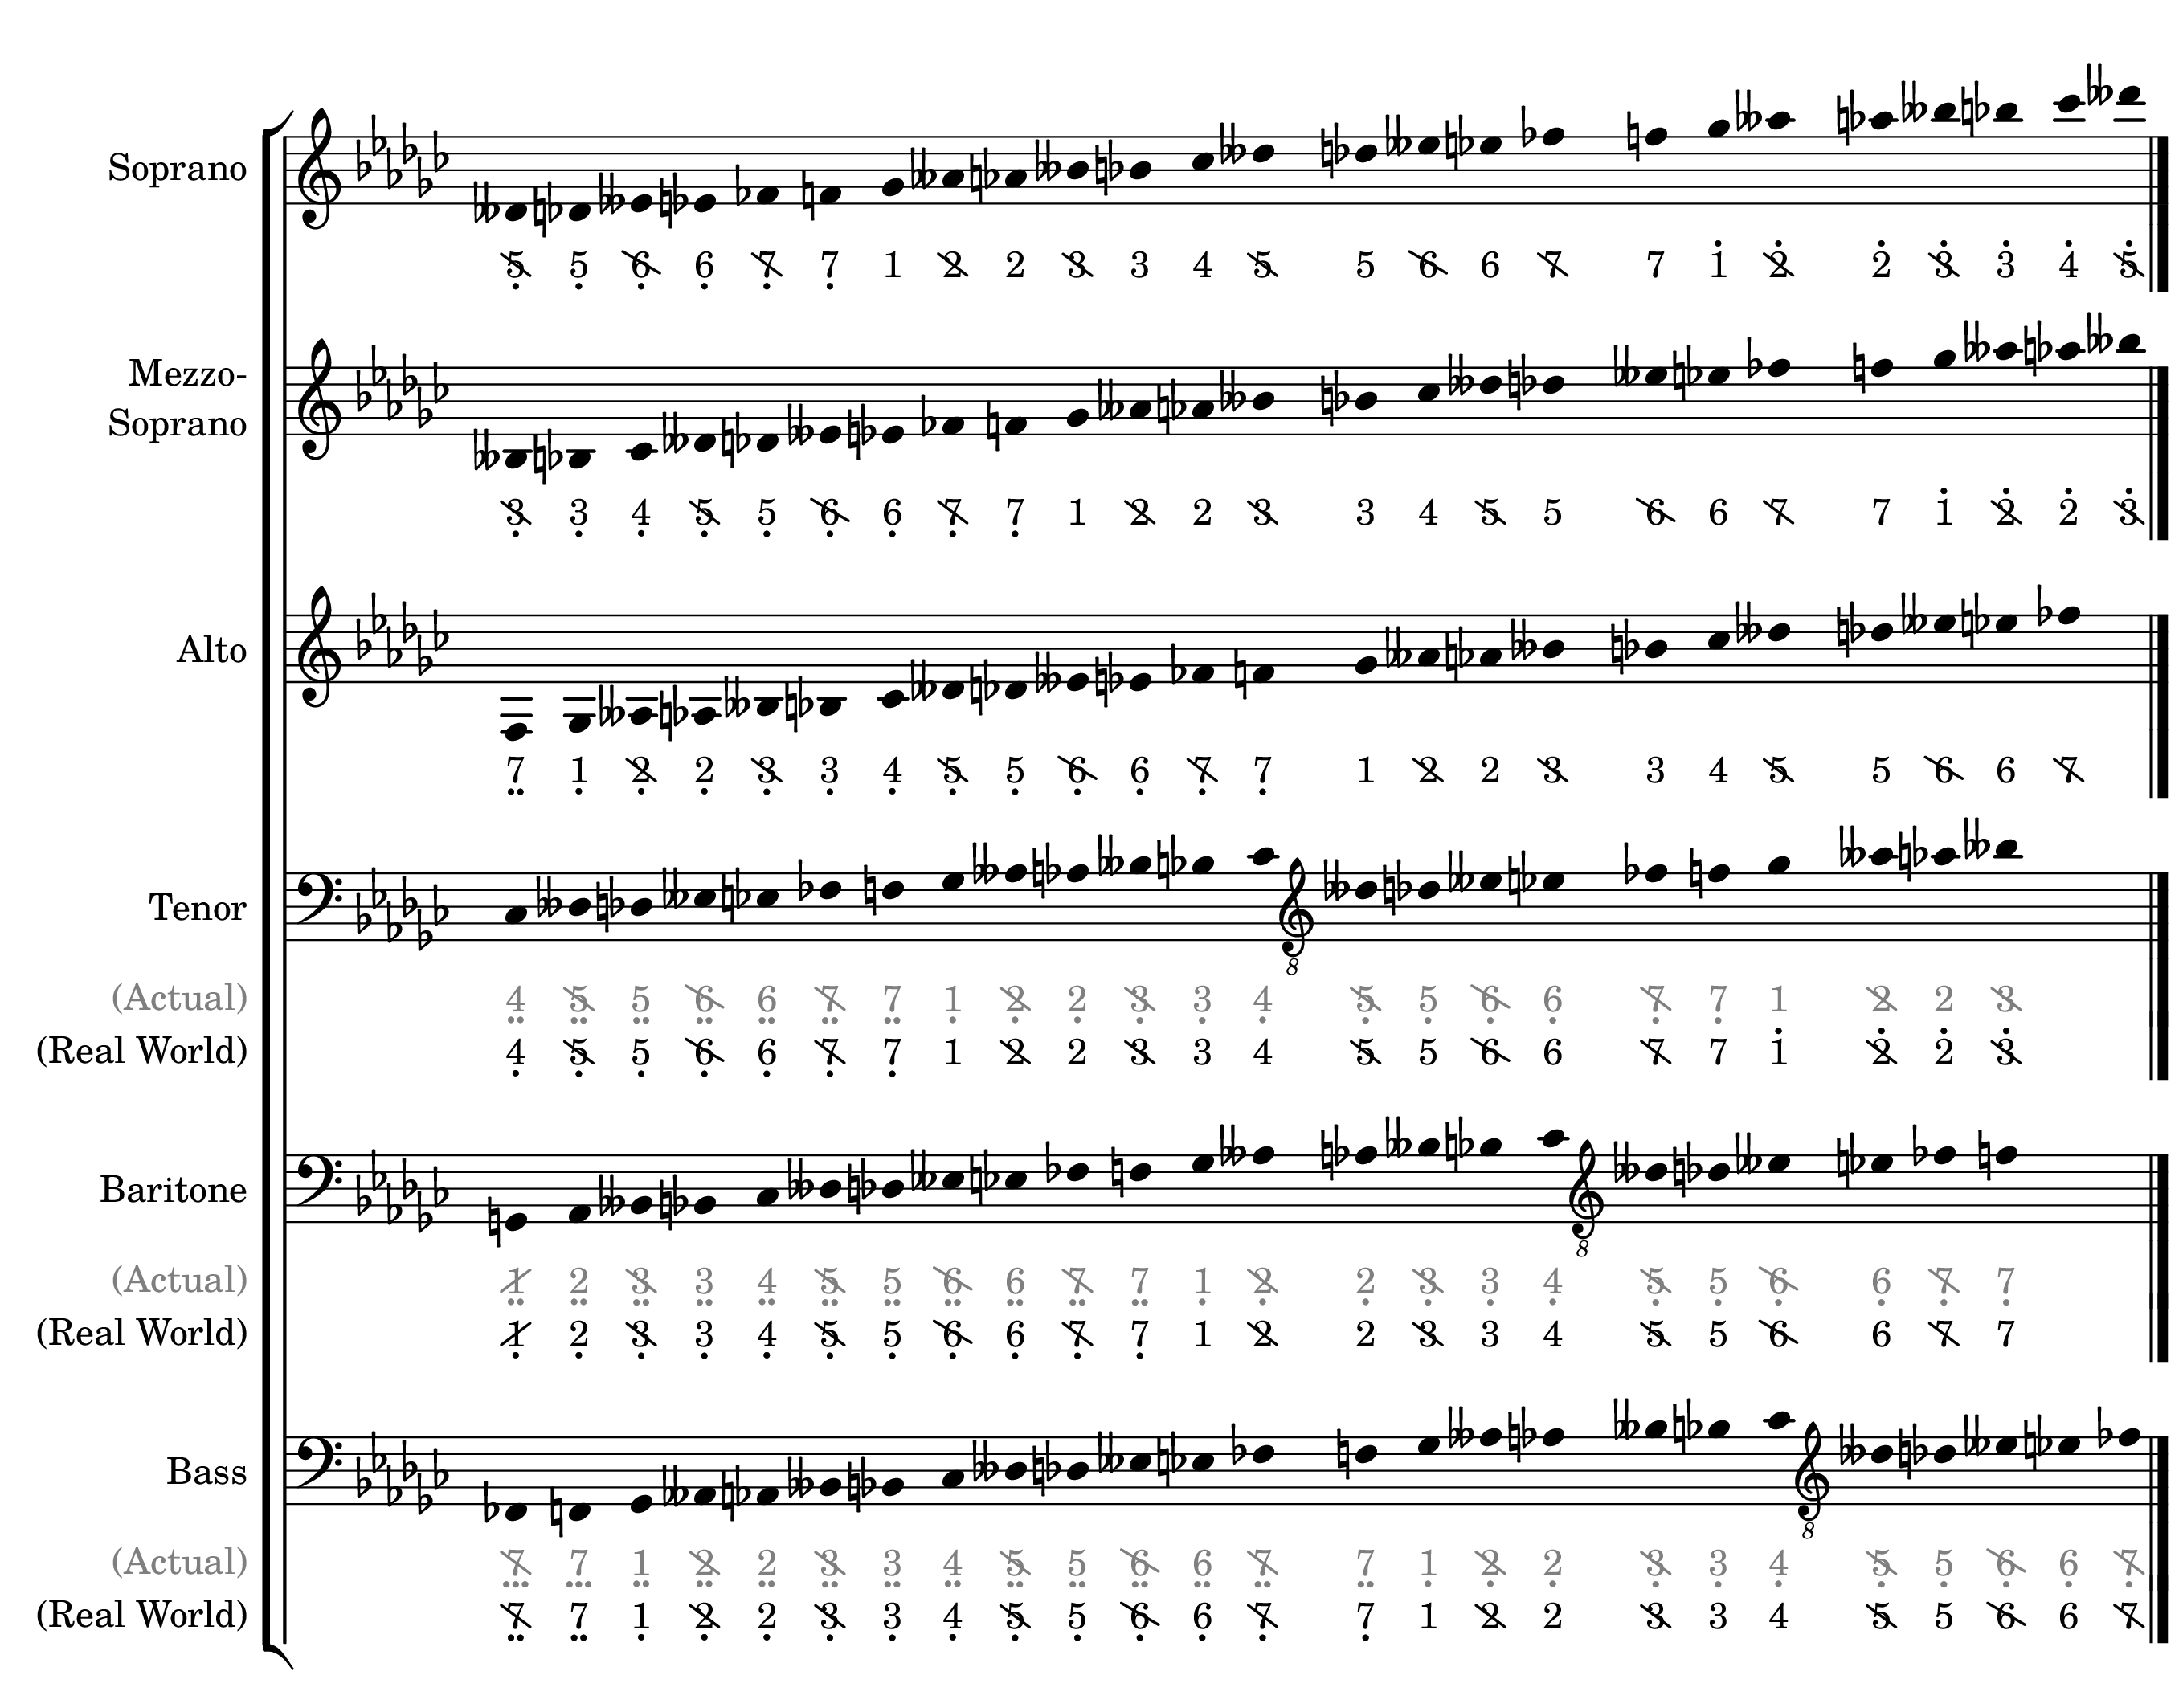 Soprano
5̷ 5 6̷ 6 7̷ 7 1 2̷ 2 3̷ 3 4 5̷ 5 6̷ 6 7̷ 7 1 2̷ 2 3̷ 3 4 5̷
Mezzo-
Soprano
3̷ 3 4 5̷ 5 6̷ 6 7̷ 7 1 2̷ 2 3̷ 3 4 5̷ 5 6̷ 6 7̷ 7 1 2̷ 2 3̷
Alto
7 1 2̷ 2 3̷ 3 4 5̷ 5 6̷ 6 7̷ 7 1 2̷ 2 3̷ 3 4 5̷ 5 6̷ 6 7̷
Tenor
8
(Actual) 4 5̷ 5 6̷ 6 7̷ 7 1 2̷ 2 3̷ 3 4 5̷ 5 6̷ 6 7̷ 7 1 2̷ 2 3̷
(Real World) 4 5̷ 5 6̷ 6 7̷ 7 1 2̷ 2 3̷ 3 4 5̷ 5 6̷ 6 7̷ 7 1 2̷ 2 3̷
Baritone
8
(Actual) 1̷ 2 3̷ 3 4 5̷ 5 6̷ 6 7̷ 7 1 2̷ 2 3̷ 3 4 5̷ 5 6̷ 6 7̷ 7
(Real World) 1̷ 2 3̷ 3 4 5̷ 5 6̷ 6 7̷ 7 1 2̷ 2 3̷ 3 4 5̷ 5 6̷ 6 7̷ 7
Bass
8
(Actual) 7̷ 7 1 2̷ 2 3̷ 3 4 5̷ 5 6̷ 6 7̷ 7 1 2̷ 2 3̷ 3 4 5̷ 5 6̷ 6 7̷
(Real World) 7̷ 7 1 2̷ 2 3̷ 3 4 5̷ 5 6̷ 6 7̷ 7 1 2̷ 2 3̷ 3 4 5̷ 5 6̷ 6 7̷